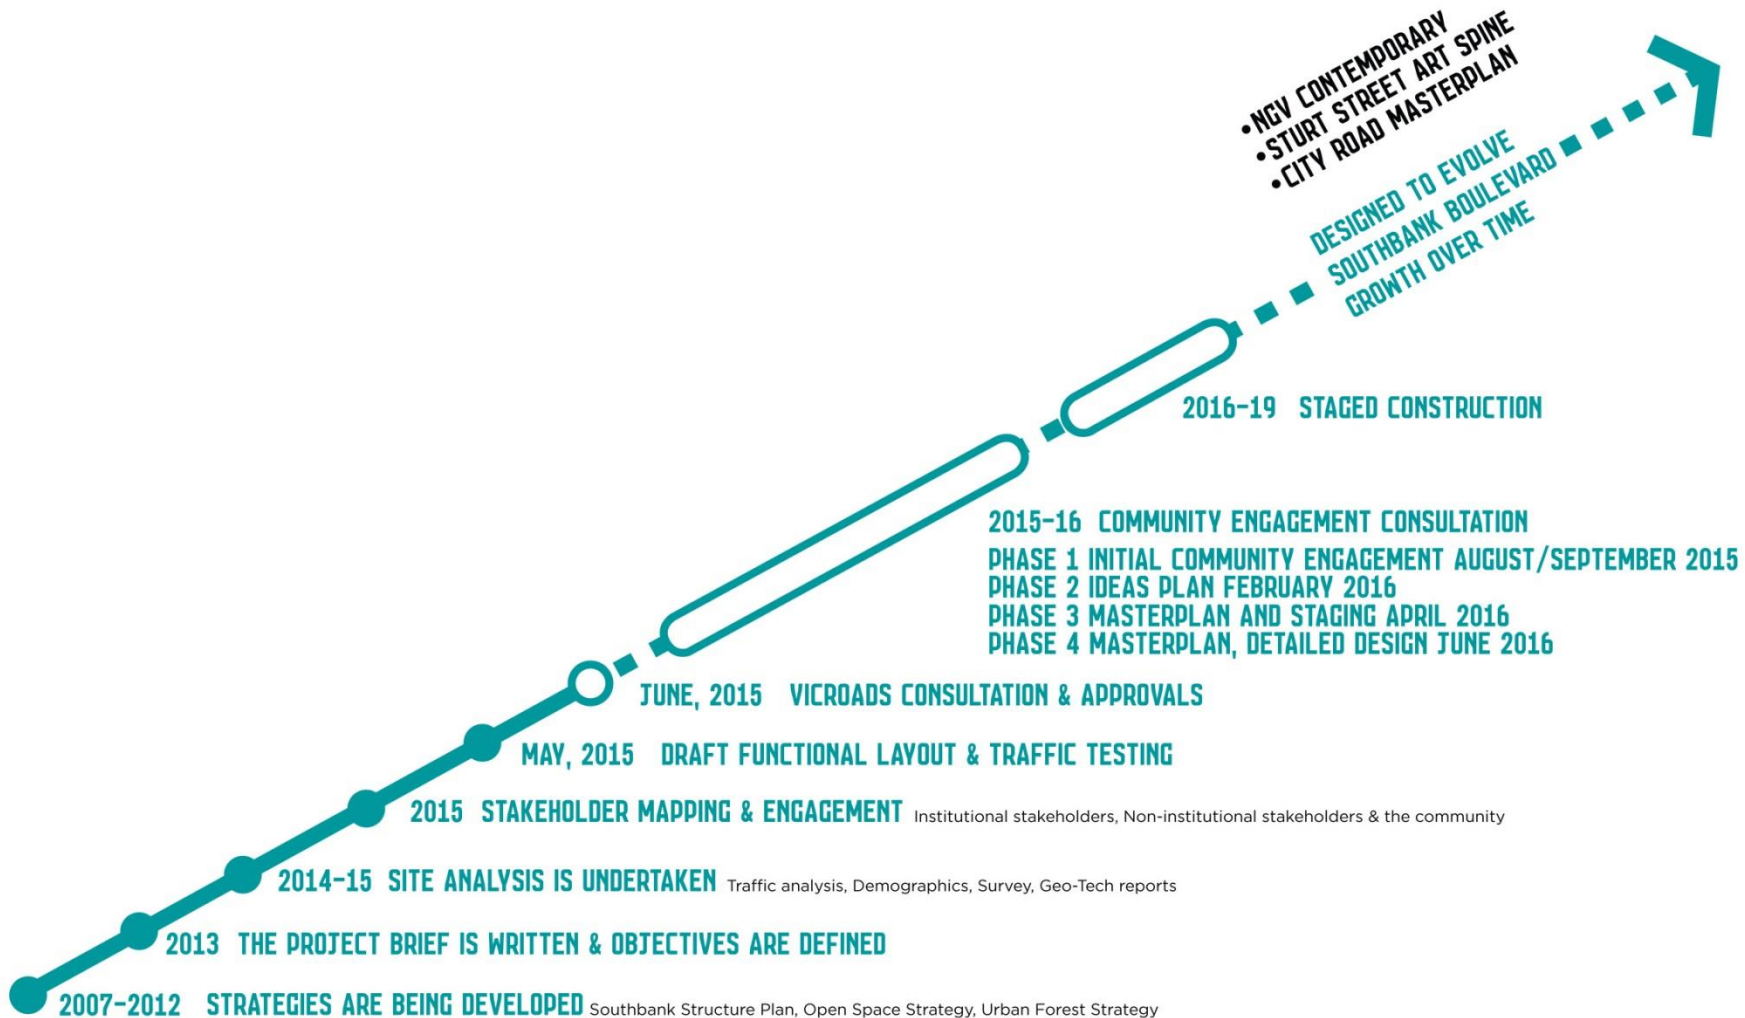 •NGV CONTEMPORARY
•STURT STREET ART SPINE
•CITY ROAD MASTERPLAN
DESIGNED TO EVOLVE
SOUTHBANK BOULEVARD
GROWTH OVER TIME
2016-19 STAGED CONSTRUCTION
2015-16 COMMUNITY ENGAGEMENT CONSULTATION
PHASE 1 INITIAL COMMUNITY ENGAGEMENT AUGUST/SEPTEMBER 2015
PHASE 2 IDEAS PLAN FEBRUARY 2016
PHASE 3 MASTERPLAN AND STAGING APRIL 2016
PHASE 4 MASTERPLAN, DETAILED DESIGN JUNE 2016
JUNE, 2015 VICROADS CONSULTATION & APPROVALS
MAY, 2015 DRAFT FUNCTIONAL LAYOUT & TRAFFIC TESTING
2015 STAKEHOLDER MAPPING & ENGAGEMENT Institutional stakeholders, Non-institutional stakeholders & the community
2014-15 SITE ANALYSIS IS UNDERTAKEN Traffic analysis, Demographics, Survey, Geo-Tech reports
2013 THE PROJECT BRIEF IS WRITTEN & OBJECTIVES ARE DEFINED
2007-2012 STRATEGIES ARE BEING DEVELOPED Southbank Structure Plan, Open Space Strategy, Urban Forest Strategy